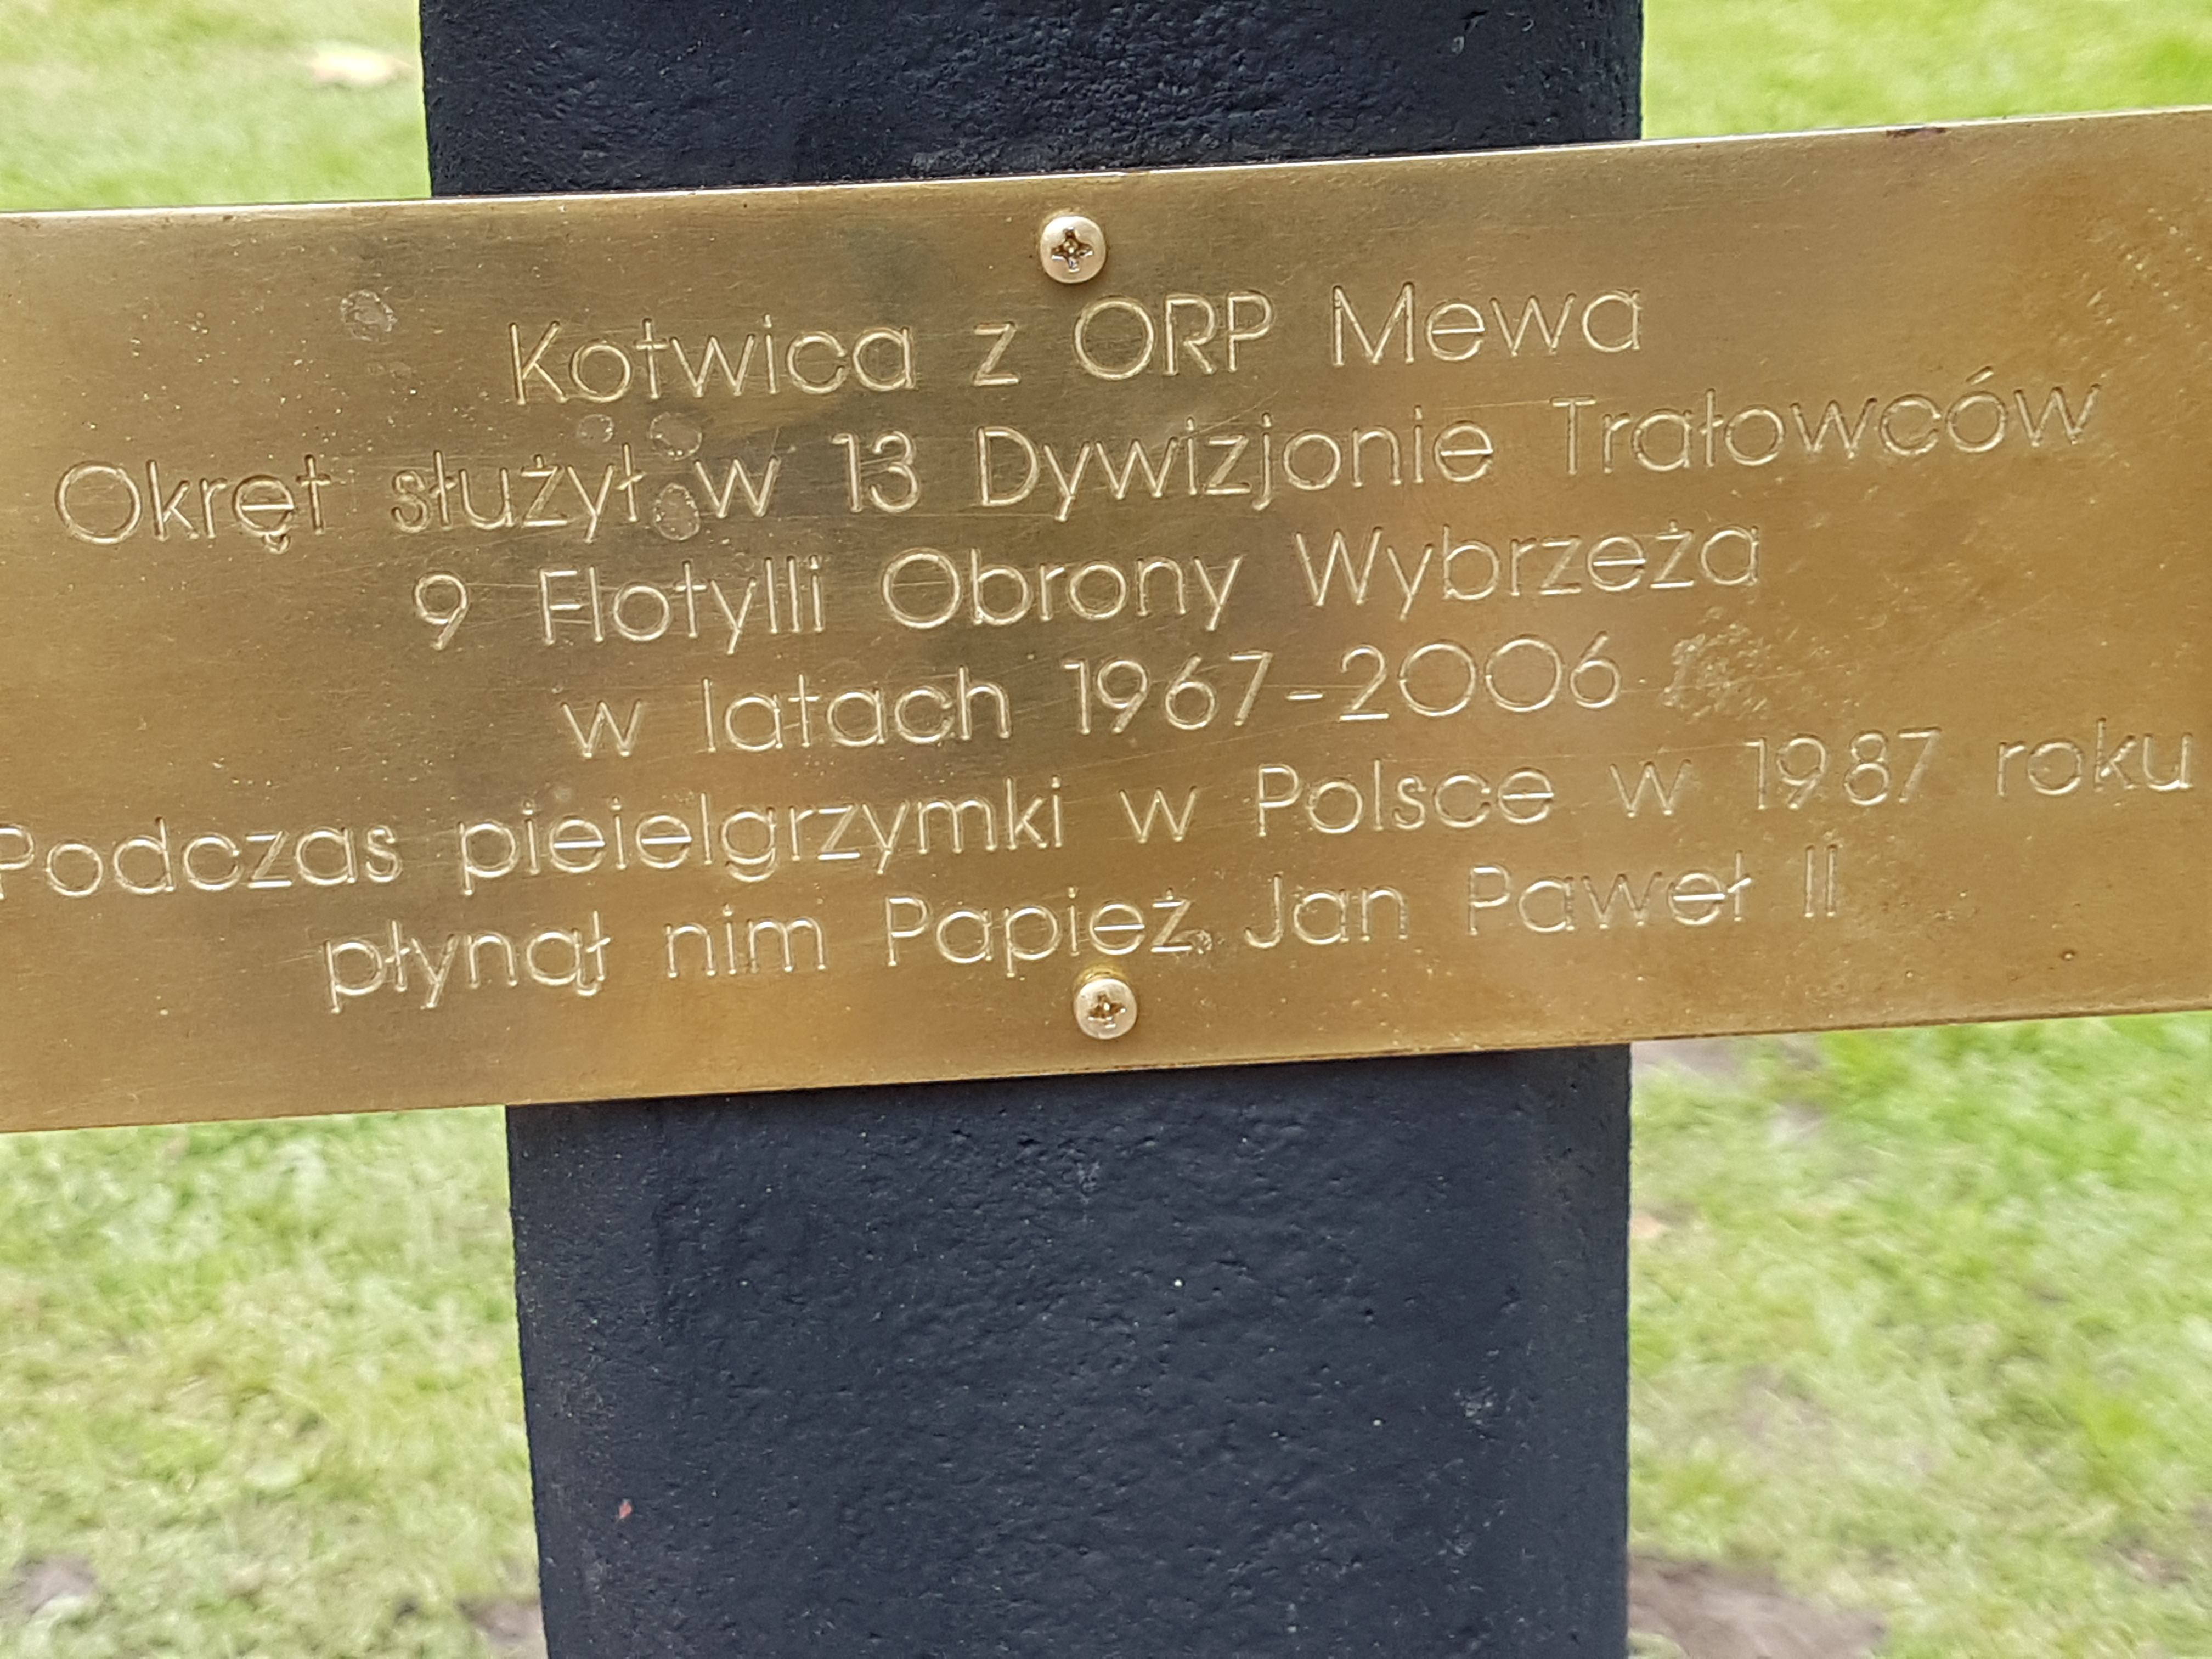 Kotwica z ORP Mewa
Okręt służył w 13 Dywizjonie Trałowców
9 Flotylli Obrony Wybrzeża
w latach 1967-2006
Podczas pieielgrzymki w Polsce w 1987 roku
płynął nim Papież Jan Paweł II